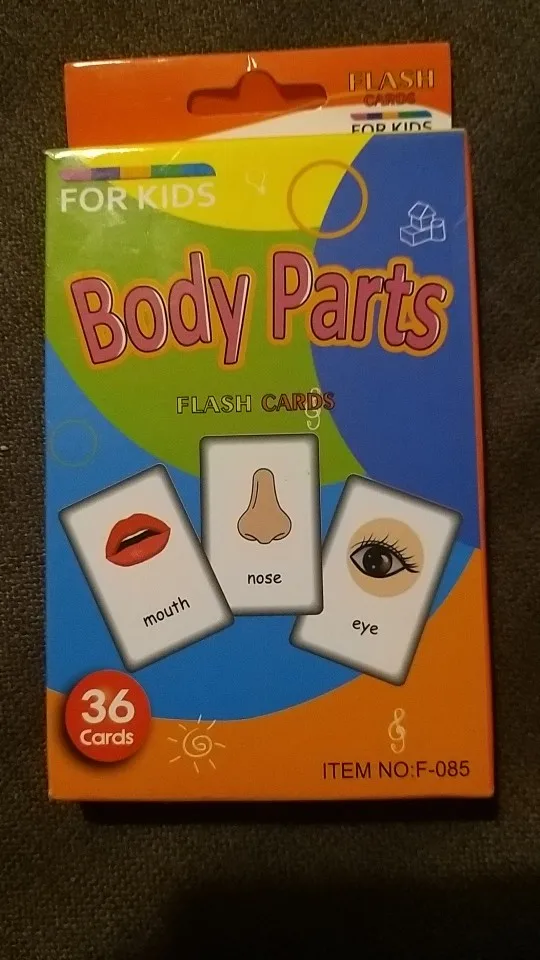 FLASH
CARDS
FOR KIDS
FOR KIDS
Body Parts
FLASH CARDS
mouth
nose
eye
36
Cards
ITEM NO:F-085